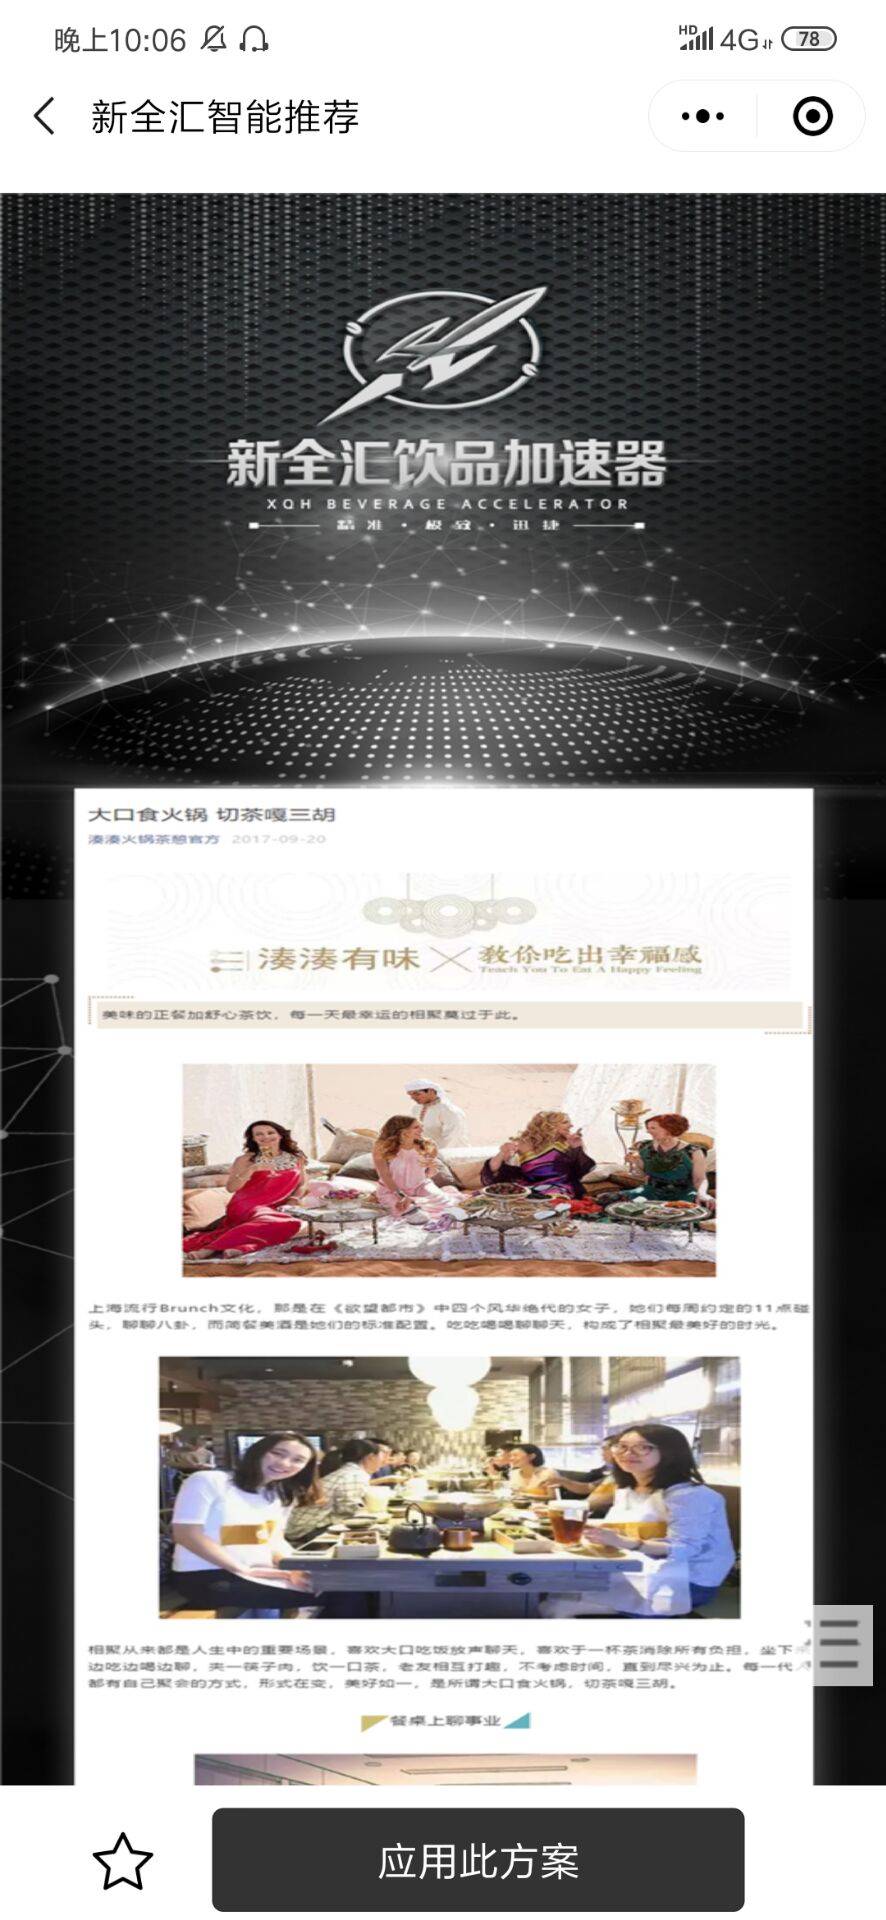 晚上10:06
HD 4G 78
新全汇智能推荐
新全汇饮品加速器
XQH BEVERAGE ACCELERATOR
精准·极致·迅捷
大口食火锅 切茶嘎三胡
湊湊火锅茶憩官方 2017-09-20
湊湊有味 教你吃出幸福感
Teach You To Eat A Happy Feeling
美味的正餐加舒心茶饮，每一天最幸运的相聚莫过于此。
上海流行Brunch文化，那是在《欲望都市》中四个风华绝代的女子，她们每周约定的11点碰
头，聊聊八卦，而简餐美酒是她们的标准配置。吃吃喝喝聊聊天，构成了相聚最美好的时光。
相聚从来都是人生中的重要场景，喜欢大口吃饭放声聊天，喜欢于一杯茶消除所有负担，坐下来
边吃边喝边聊，夹一筷子肉，饮一口茶，老友相互打趣，不考虑时间，直到尽兴为止。每一代人
都有自己聚会的方式，形式在变，美好如一，是所谓大口食火锅，切茶嘎三胡。
餐桌上聊事业
应用此方案